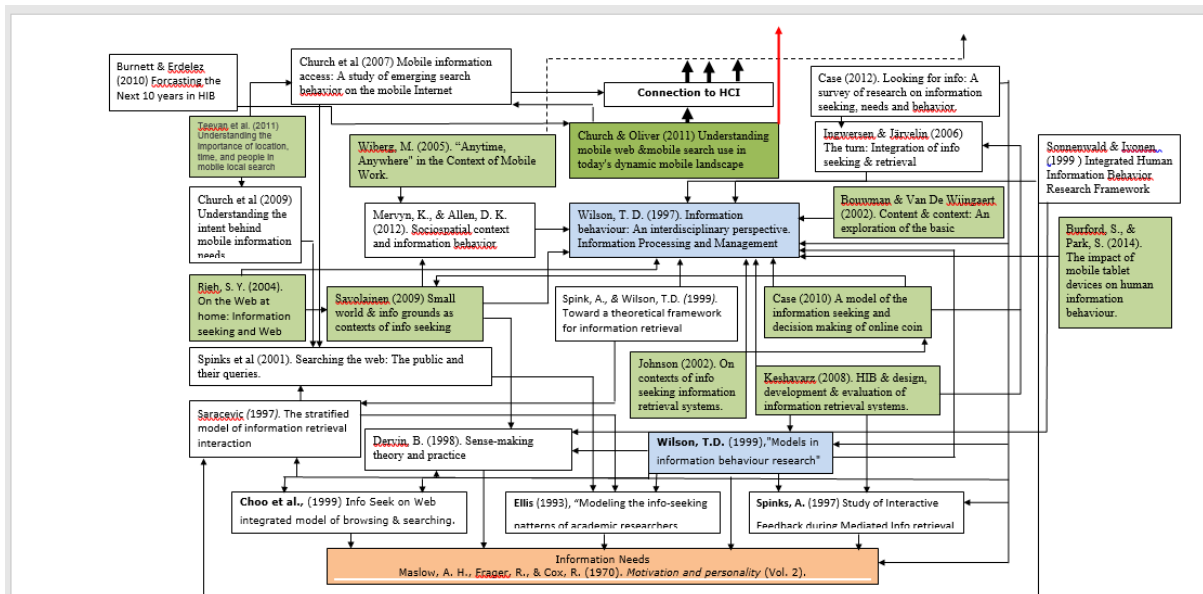 Burnett & Erdelez
(2010) Forcasting the
Next 10 years in HIB
Church et al (2007) Mobile information
access: A study of emerging search
behavior on the mobile Internet
Connection to HCI
Case (2012). Looking for info: A
survey of research on information
seeking, needs and behavior.
Teevan et al. (2011)
Understanding the
importance of location,
time, and people in
mobile local search
Wiberg, M. (2005). “Anytime,
Anywhere" in the Context of Mobile
Work.
Church & Oliver (2011) Understanding
mobile web &mobile search use in
today's dynamic mobile landscape
Ingwersen & Järvelin (2006)
The turn: Integration of info
seeking & retrieval
Sonnenwald & Iivonen,
(1999 ) Integrated Human
Information Behavior
Research Framework
Church et al (2009)
Understanding the
intent behind
mobile information
needs
Mervyn, K., & Allen, D. K.
(2012). Sociospatial context
and information behavior
Wilson, T. D. (1997). Information
behaviour: An interdisciplinary perspective.
Information Processing and Management
Bouwman & Van De Wijngaert
(2002). Content & context: An
exploration of the basic
Burford, S., &
Park, S. (2014).
The impact of
mobile tablet
devices on human
information
behaviour.
Rieh, S. Y. (2004).
On the Web at
home: Information
seeking and Web
Savolainen (2009) Small
world & info grounds as
contexts of info seeking
Spink, A., & Wilson, T.D. (1999).
Toward a theoretical framework
for information retrieval
Case (2010) A model of the
information seeking and
decision making of online coin
Spinks et al (2001). Searching the web: The public and
their queries.
Johnson (2002). On
contexts of info
seeking information
retrieval systems.
Keshavarz (2008). HIB & design,
development & evaluation of
information retrieval systems.
Saracevic (1997). The stratified
model of information retrieval
interaction
Dervin, B. (1998). Sense-making
theory and practice
Wilson, T.D. (1999),"Models in
information behaviour research"
Choo et al., (1999) Info Seek on Web
integrated model of browsing & searching.
Ellis (1993), “Modeling the info-seeking
patterns of academic researchers
Spinks, A. (1997) Study of Interactive
Feedback during Mediated Info retrieval
Information Needs
Maslow, A. H., Frager, R., & Cox, R. (1970). Motivation and personality (Vol. 2).